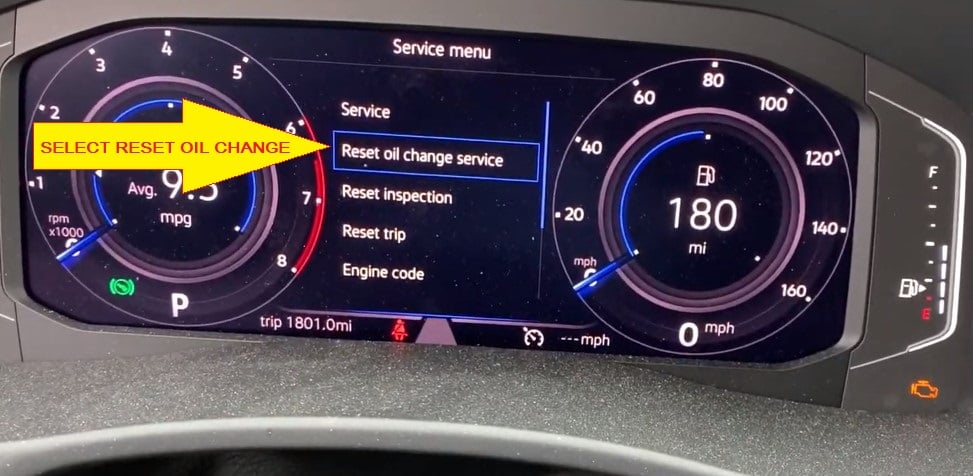 Service menu
Service
Reset oil change service
Reset inspection
Reset trip
Engine code
SELECT RESET OIL CHANGE
1
2
3
4
5
6
7
8
rpm
x1000
Avg. 9.5
mpg
P
trip 1801.0mi
---mph
20
40
60
80
100
120
140
160
mph
180
mi
0 mph
F
E